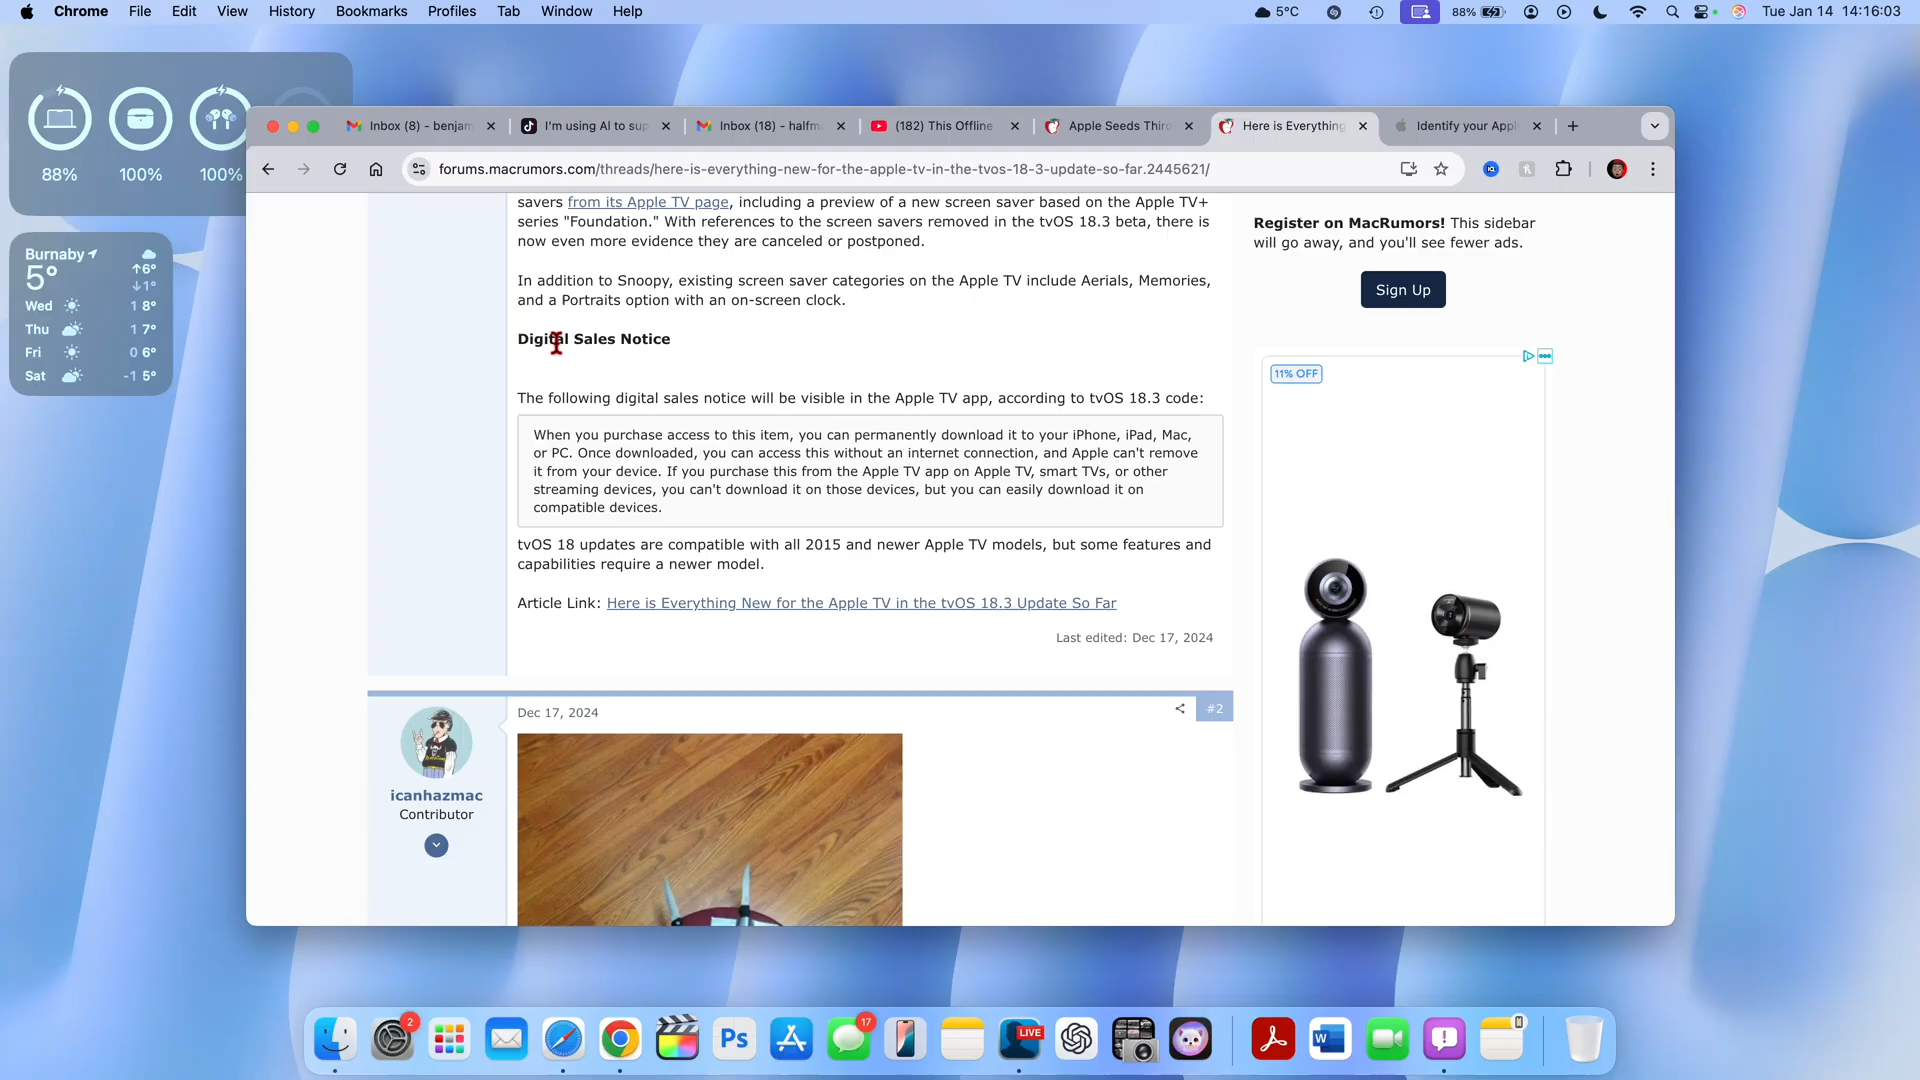 Chrome File Edit View History Bookmarks Profiles Tab Window Help
5°C 88% Tue Jan 14 14:16:03
88% 100% 100%
Inbox (8) - benjam I'm using AI to sup Inbox (18) - halfm (182) This Offline Apple Seeds Thir Here is Everything Identify your Appl
forums.macrumors.com/threads/here-is-everything-new-for-the-apple-tv-in-the-tvos-18-3-update-so-far.2445621/
Burnaby
5° ↑6°
↓1°
Wed 1 8°
Thu 1 7°
Fri 0 6°
Sat -1 5°
savers from its Apple TV page, including a preview of a new screen saver based on the Apple TV+
series "Foundation." With references to the screen savers removed in the tvOS 18.3 beta, there is
now even more evidence they are canceled or postponed.
In addition to Snoopy, existing screen saver categories on the Apple TV include Aerials, Memories,
and a Portraits option with an on-screen clock.
Digital Sales Notice
The following digital sales notice will be visible in the Apple TV app, according to tvOS 18.3 code:
When you purchase access to this item, you can permanently download it to your iPhone, iPad, Mac,
or PC. Once downloaded, you can access this without an internet connection, and Apple can't remove
it from your device. If you purchase this from the Apple TV app on Apple TV, smart TVs, or other
streaming devices, you can't download it on those devices, but you can easily download it on
compatible devices.
tvOS 18 updates are compatible with all 2015 and newer Apple TV models, but some features and
capabilities require a newer model.
Article Link: Here is Everything New for the Apple TV in the tvOS 18.3 Update So Far
Last edited: Dec 17, 2024
Register on MacRumors! This sidebar
will go away, and you'll see fewer ads.
Sign Up
11% OFF
Dec 17, 2024
#2
icanhazmac
Contributor
2
17
LIVE
Ps
W